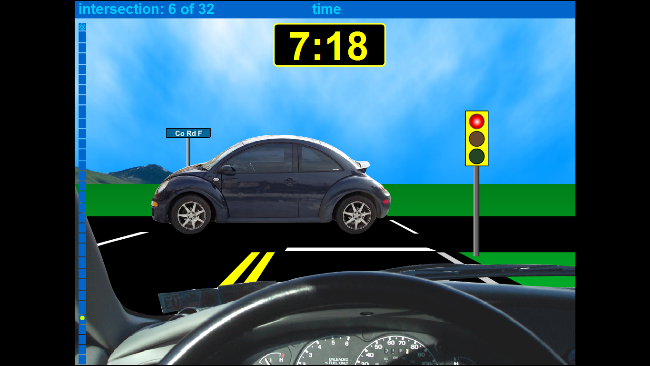 intersection: 6 of 32 time
7:18
Co Rd F